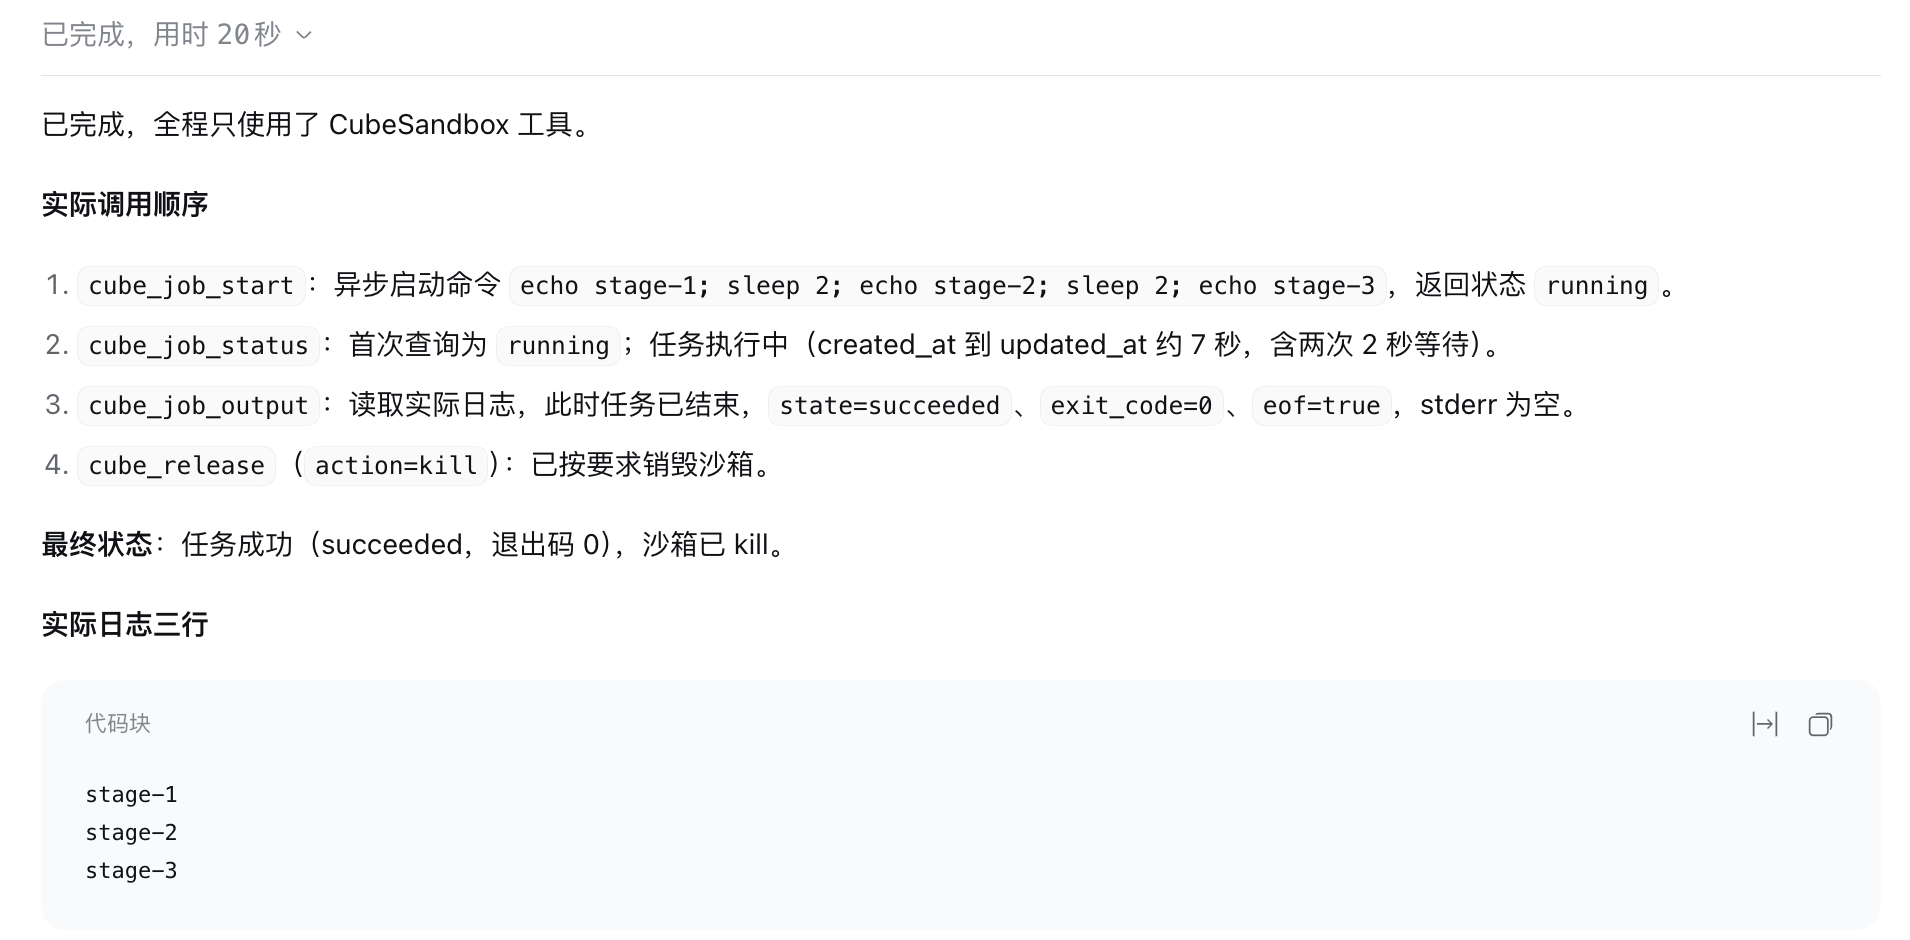 已完成，用时 20秒
已完成，全程只使用了 CubeSandbox 工具。
实际调用顺序
1. cube_job_start：异步启动命令 echo stage-1; sleep 2; echo stage-2; sleep 2; echo stage-3，返回状态 running。
2. cube_job_status：首次查询为 running；任务执行中（created_at 到 updated_at 约 7 秒，含两次 2 秒等待）。
3. cube_job_output：读取实际日志，此时任务已结束，state=succeeded、exit_code=0、eof=true，stderr 为空。
4. cube_release（action=kill）：已按要求销毁沙箱。
最终状态：任务成功（succeeded，退出码 0），沙箱已 kill。
实际日志三行
代码块
stage-1
stage-2
stage-3